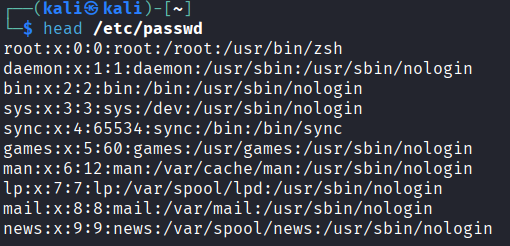 ┌──(kali㉿kali)-[~]
└─$ head /etc/passwd
root:x:0:0:root:/root:/usr/bin/zsh
daemon:x:1:1:daemon:/usr/sbin:/usr/sbin/nologin
bin:x:2:2:bin:/bin:/usr/sbin/nologin
sys:x:3:3:sys:/dev:/usr/sbin/nologin
sync:x:4:65534:sync:/bin:/bin/sync
games:x:5:60:games:/usr/games:/usr/sbin/nologin
man:x:6:12:man:/var/cache/man:/usr/sbin/nologin
lp:x:7:7:lp:/var/spool/lpd:/usr/sbin/nologin
mail:x:8:8:mail:/var/mail:/usr/sbin/nologin
news:x:9:9:news:/var/spool/news:/usr/sbin/nologin